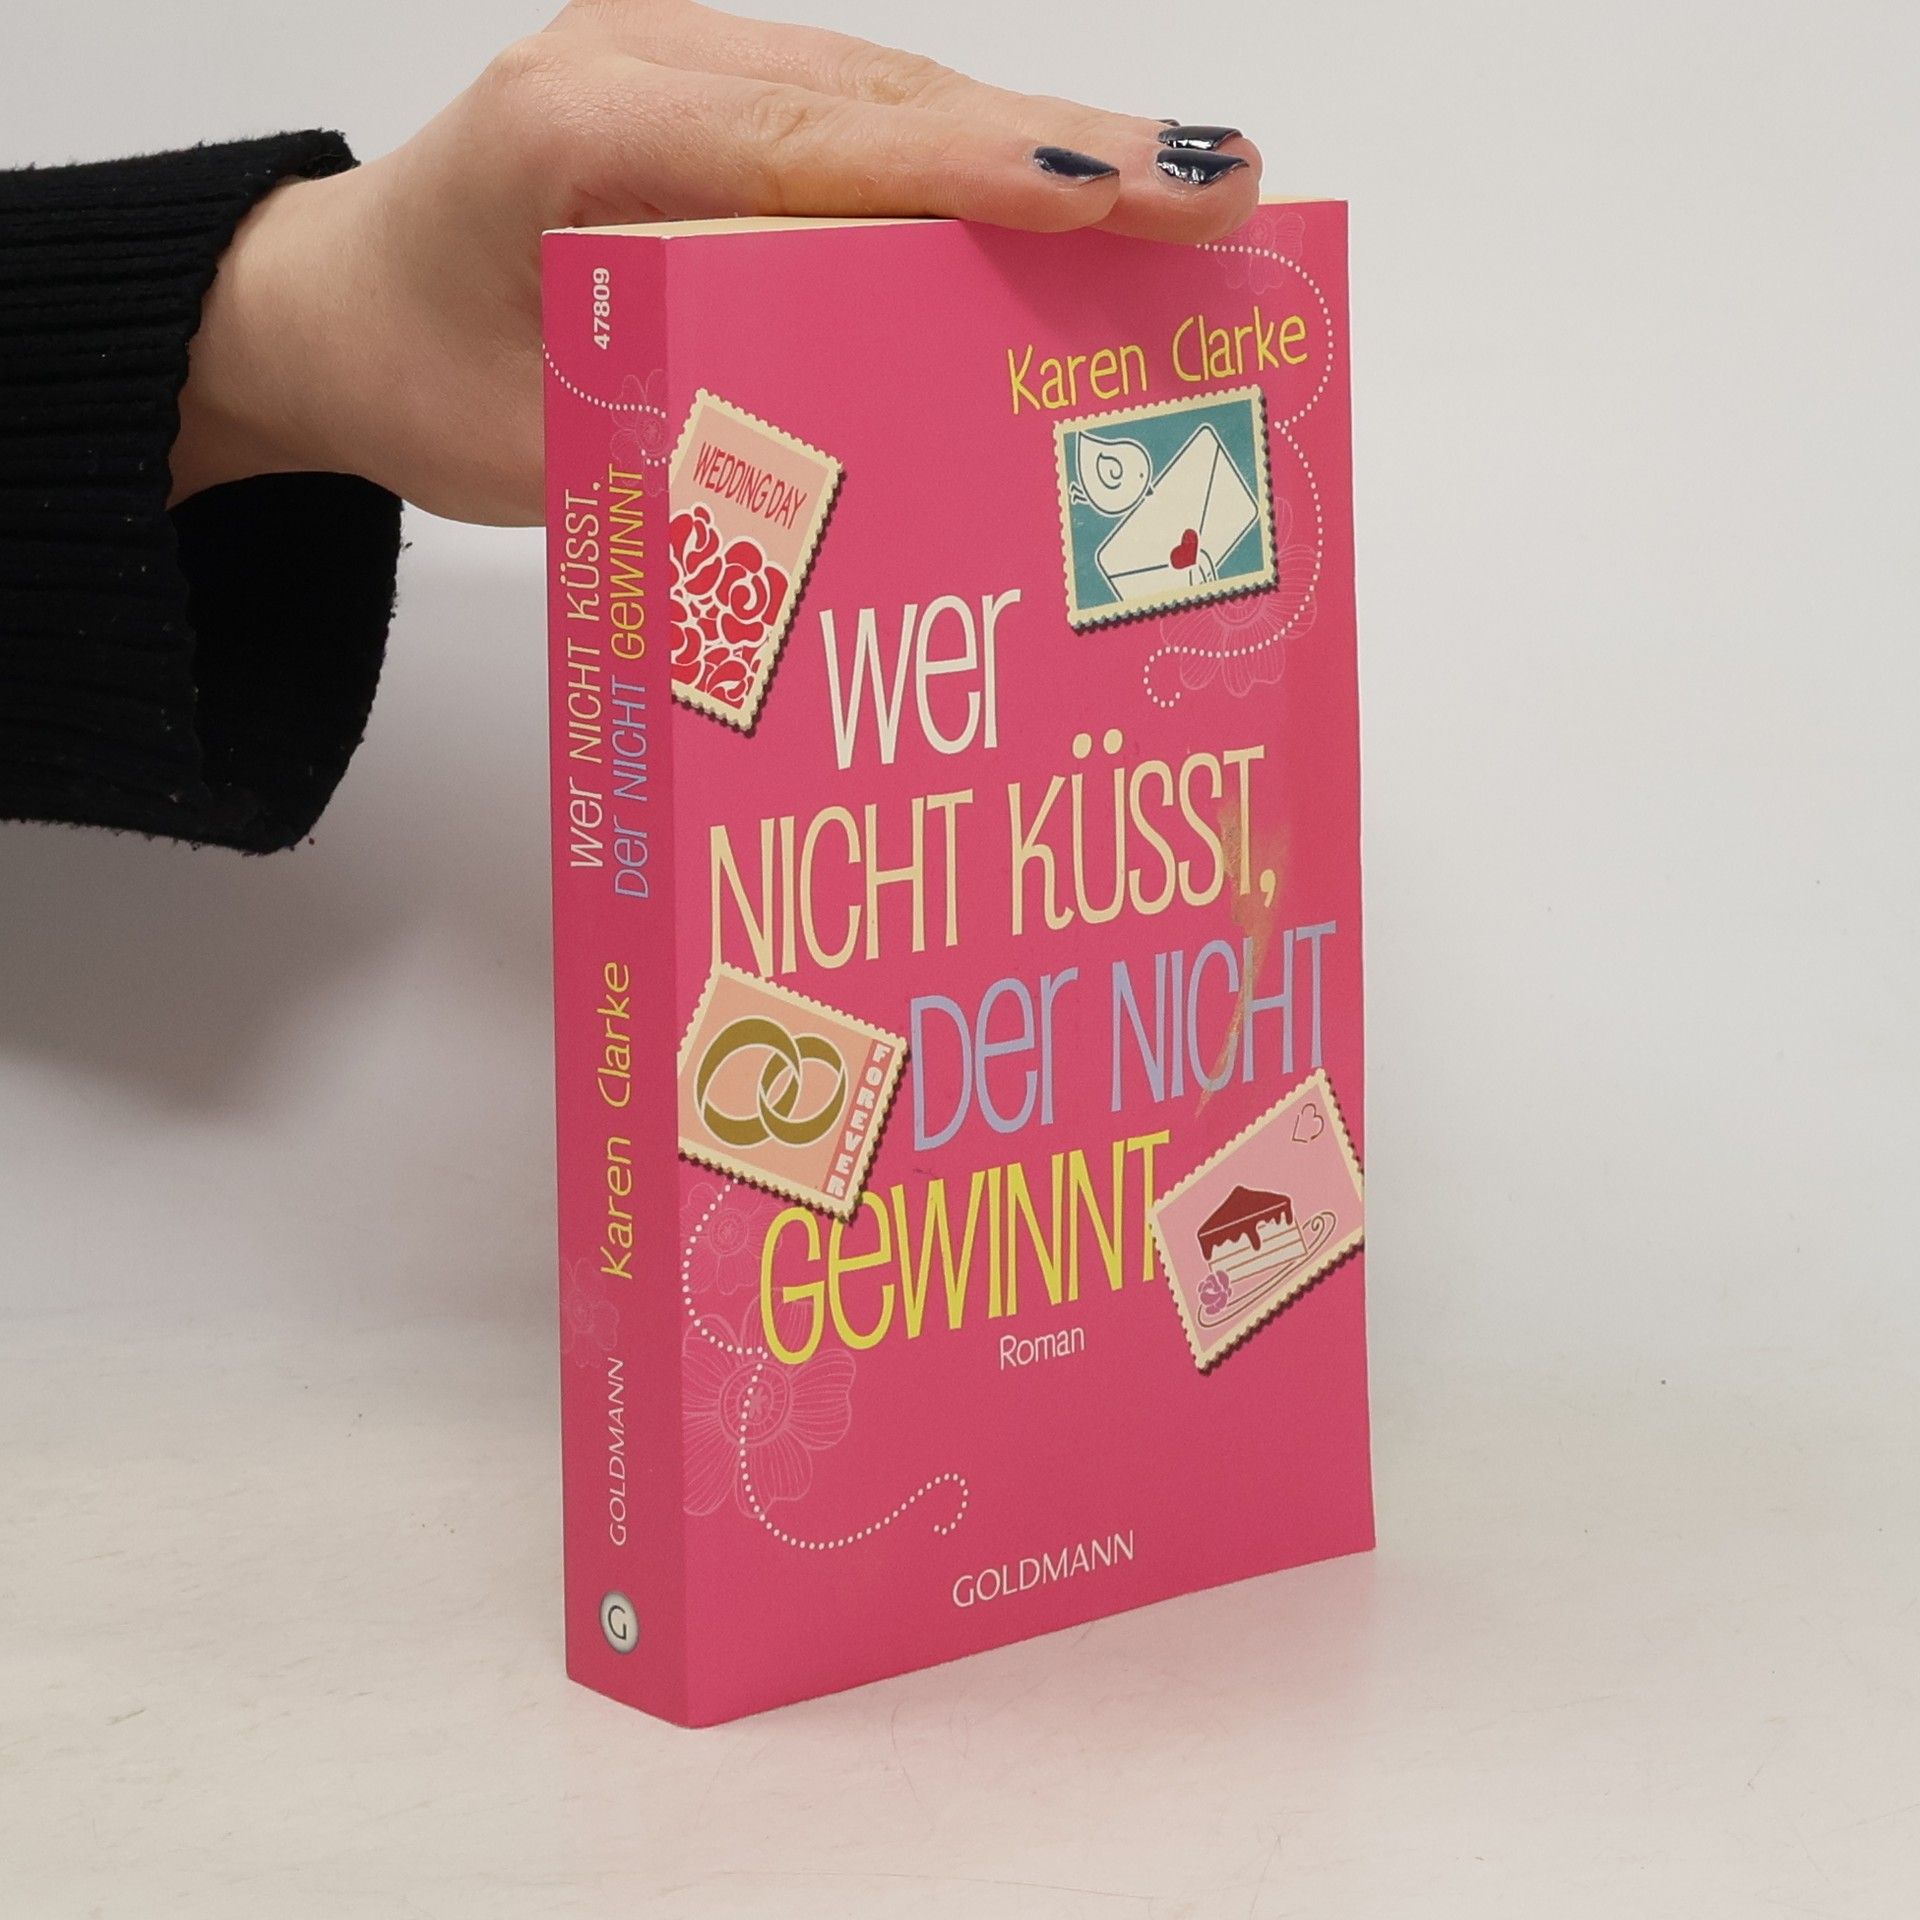 47809
Wer NICHT KÜSST,
Der NICHT GeWINNT
Karen Clarke
GOLDMANN
G
Karen Clarke
WEDDING DAY
Wer
NICHT KÜSST,
Der NICHT
GeWINNT
FOREVER
Roman
GOLDMANN